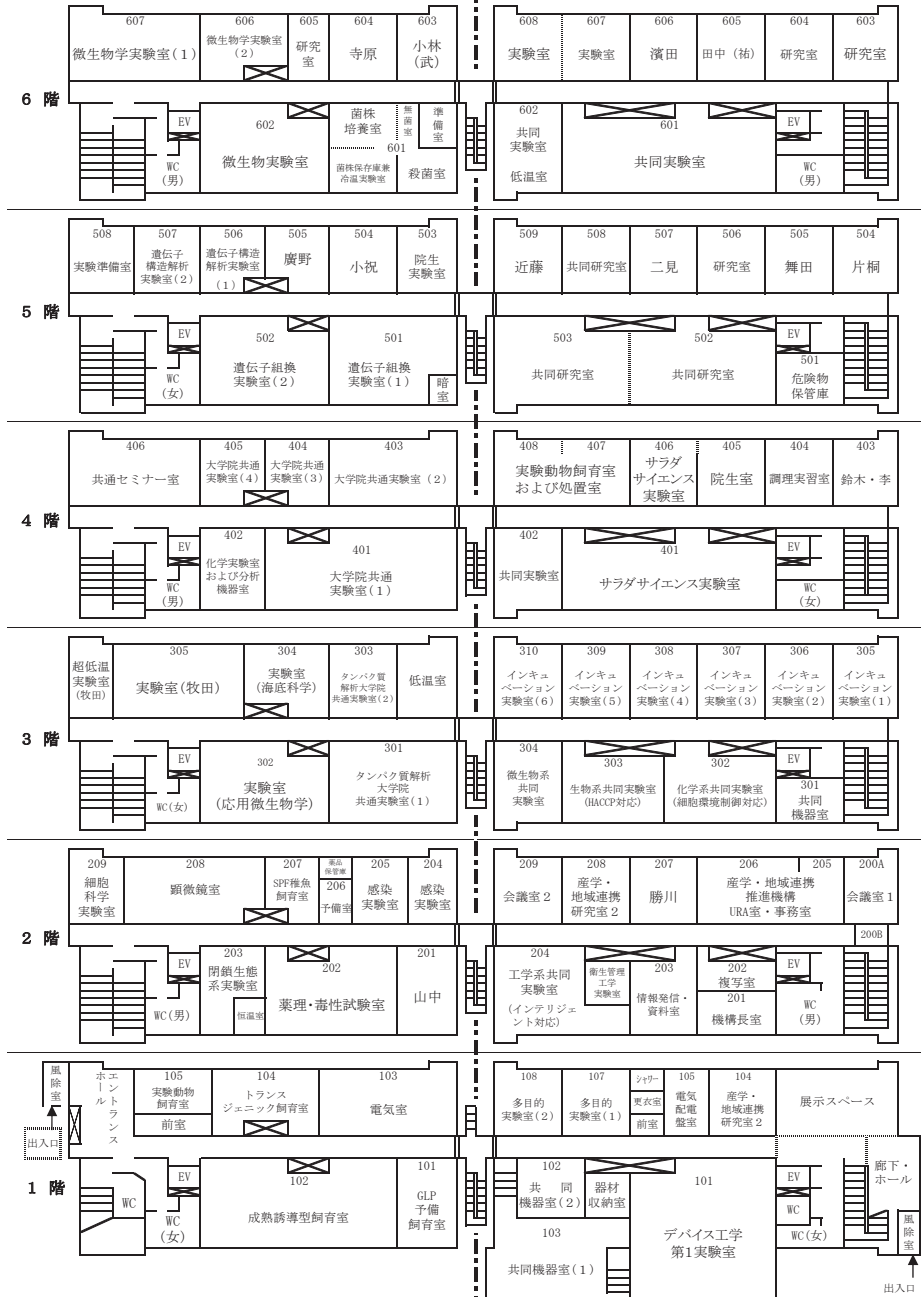 607
微生物学実験室(1)
606
微生物学実験室
(2)
605
研究
室
604
寺原
603
小林
(武)
608
実験室
607
実験室
606
濱田
605
田中（祐)
604
研究室
603
研究室
6 階
EV
WC
(男)
602
微生物実験室
菌株
培養室
無菌室
準備室
601
菌株保存庫兼
冷温実験室
殺菌室
602
共同
実験室
低温室
601
共同実験室
EV
WC
(男)
508
実験準備室
507
遺伝子
構造解析
実験室(2)
506
遺伝子構造
解析実験室
(1)
505
廣野
504
小祝
503
院生
実験室
509
近藤
508
共同研究室
507
二見
506
研究室
505
舞田
504
片桐
5 階
EV
WC
(女)
502
遺伝子組換
実験室(2)
501
遺伝子組換
実験室(1)
暗室
503
共同研究室
502
共同研究室
EV
501
危険物
保管庫
406
共通セミナー室
405
大学院共通
実験室(4)
404
大学院共通
実験室(3)
403
大学院共通実験室（2）
408
407
実験動物飼育室
および処置室
406
サラダ
サイエンス
実験室
405
院生室
404
調理実習室
403
鈴木・李
4 階
EV
WC
(男)
402
化学実験室
および分析
機器室
401
大学院共通
実験室(1)
402
共同実験室
401
サラダサイエンス実験室
EV
WC
(女)
超低温
実験室
(牧田)
305
実験室(牧田)
304
実験室
(海底科学)
303
タンパク質
解析大学院
共通実験室(2)
低温室
310
インキュ
ベーション
実験室(6)
309
インキュ
ベーション
実験室(5)
308
インキュ
ベーション
実験室(4)
307
インキュ
ベーション
実験室(3)
306
インキュ
ベーション
実験室(2)
305
インキュ
ベーション
実験室(1)
3 階
EV
WC(女)
302
実験室
(応用微生物学)
301
タンパク質解析
大学院
共通実験室(1)
304
微生物系
共同
実験室
303
生物系共同実験室
(HACCP対応)
302
化学系共同実験室
(細胞環境制御対応)
EV
301
共同
機器室
209
細胞
科学
実験室
208
顕微鏡室
207
SPF稚魚
飼育室
薬品
保管庫
206
予備室
205
感染
実験室
204
感染
実験室
209
会議室2
208
産学・
地域連携
研究室2
207
勝川
206
産学・地域連携
推進機構
URA室・事務室
205
200A
会議室1
200B
2 階
EV
WC(男)
203
閉鎖生態
系実験室
恒温室
202
薬理・毒性試験室
201
山中
204
工学系共同
実験室
(インテリジェ
ント対応)
衛生管理
工学
実験室
203
情報発信・
資料室
202
複写室
201
機構長室
EV
WC
(男)
風除室
出入口
エントランス
ホール
105
実験動物
飼育室
前室
104
トランス
ジェニック飼育室
103
電気室
108
多目的
実験室(2)
107
多目的
実験室(1)
シャワー
更衣室
前室
105
電気
配電
盤室
104
産学・
地域連携
研究室2
展示スペース
1 階
WC
EV
WC
(女)
102
成熟誘導型飼育室
101
GLP
予備
飼育室
102
共　同
機器室(2)
器材
収納室
103
共同機器室(1)
101
デバイス工学
第1実験室
EV
WC
WC(女)
廊下・
ホール
風除室
出入口